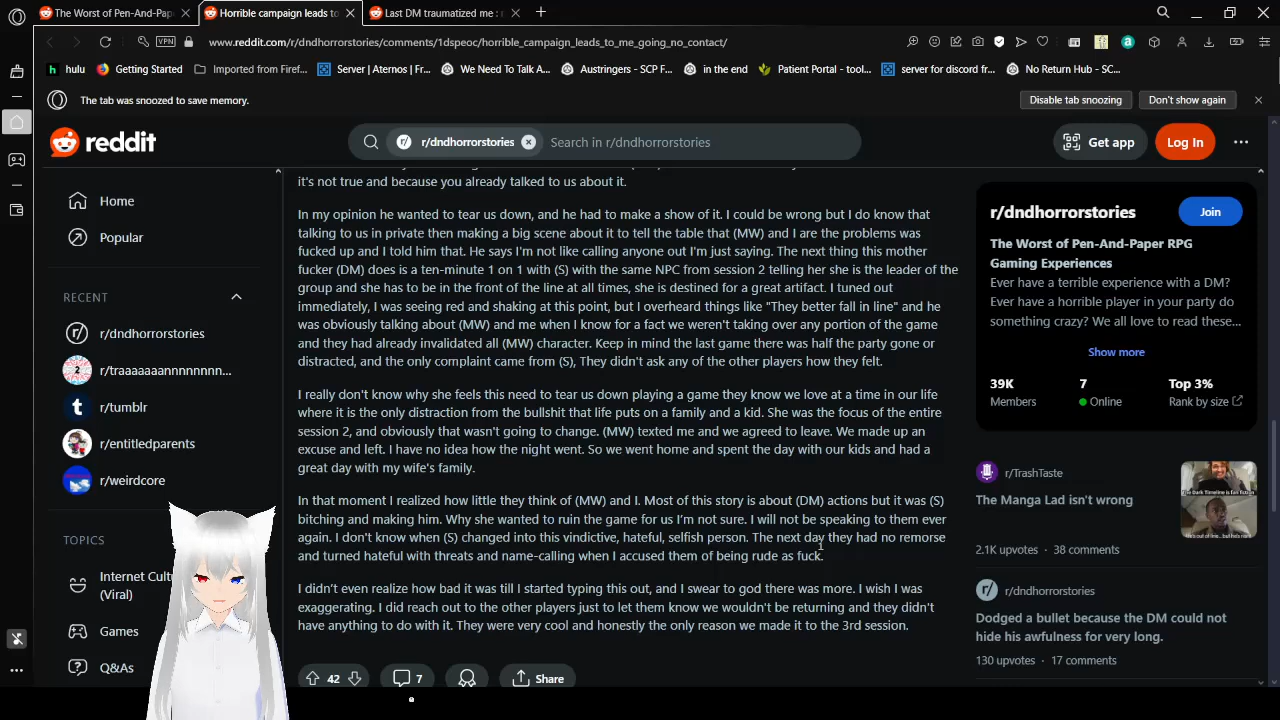 The Worst of Pen-And-Pape
Horrible campaign leads to
Last DM traumatized me :
VPN
www.reddit.com/r/dndhorrorstories/comments/1dspeoc/horrible_campaign_leads_to_me_going_no_contact/
hulu
Getting Started
Imported from Firef...
Server | Aternos | Fr...
We Need To Talk A...
Austringers - SCP F...
in the end
Patient Portal - tool...
server for discord fr...
No Return Hub - SC...
The tab was snoozed to save memory.
Disable tab snoozing
Don't show again
reddit
r/dndhorrorstories
Search in r/dndhorrorstories
Get app
Log In
Home
Popular
RECENT
r/dndhorrorstories
r/traaaaaaannnnnnnn...
r/tumblr
r/entitledparents
r/weirdcore
TOPICS
Internet Cult
(Viral)
Games
Q&As
it's not true and because you already talked to us about it.
In my opinion he wanted to tear us down, and he had to make a show of it. I could be wrong but I do know that
talking to us in private then making a big scene about it to tell the table that (MW) and I are the problems was
fucked up and I told him that. He says I'm not like calling anyone out I'm just saying. The next thing this mother
fucker (DM) does is a ten-minute 1 on 1 with (S) with the same NPC from session 2 telling her she is the leader of the
group and she has to be in the front of the line at all times, she is destined for a great artifact. I tuned out
immediately, I was seeing red and shaking at this point, but I overheard things like "They better fall in line" and he
was obviously talking about (MW) and me when I know for a fact we weren't taking over any portion of the game
and they had already invalidated all (MW) character. Keep in mind the last game there was half the party gone or
distracted, and the only complaint came from (S), They didn't ask any of the other players how they felt.
I really don't know why she feels this need to tear us down playing a game they know we love at a time in our life
where it is the only distraction from the bullshit that life puts on a family and a kid. She was the focus of the entire
session 2, and obviously that wasn't going to change. (MW) texted me and we agreed to leave. We made up an
excuse and left. I have no idea how the night went. So we went home and spent the day with our kids and had a
great day with my wife's family.
In that moment I realized how little they think of (MW) and I. Most of this story is about (DM) actions but it was (S)
bitching and making him. Why she wanted to ruin the game for us I'm not sure. I will not be speaking to them ever
again. I don't know when (S) changed into this vindictive, hateful, selfish person. The next day they had no remorse
and turned hateful with threats and name-calling when I accused them of being rude as fuck.
I didn't even realize how bad it was till I started typing this out, and I swear to god there was more. I wish I was
exaggerating. I did reach out to the other players just to let them know we wouldn't be returning and they didn't
have anything to do with it. They were very cool and honestly the only reason we made it to the 3rd session.
42
7
Share
r/dndhorrorstories
Join
The Worst of Pen-And-Paper RPG
Gaming Experiences
Ever have a terrible experience with a DM?
Ever have a horrible player in your party do
something crazy? We all love to read these...
Show more
39K
Members
7
Online
Top 3%
Rank by size
r/TrashTaste
The Manga Lad isn't wrong
2.1K upvotes · 38 comments
r/dndhorrorstories
Dodged a bullet because the DM could not
hide his awfulness for very long.
130 upvotes · 17 comments